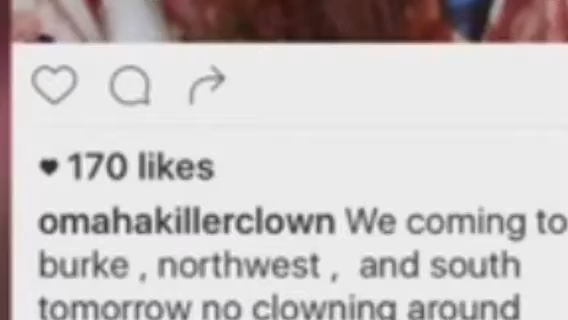 170 likes
omahakillerclown We coming to
burke , northwest , and south
tomorrow no clowning around